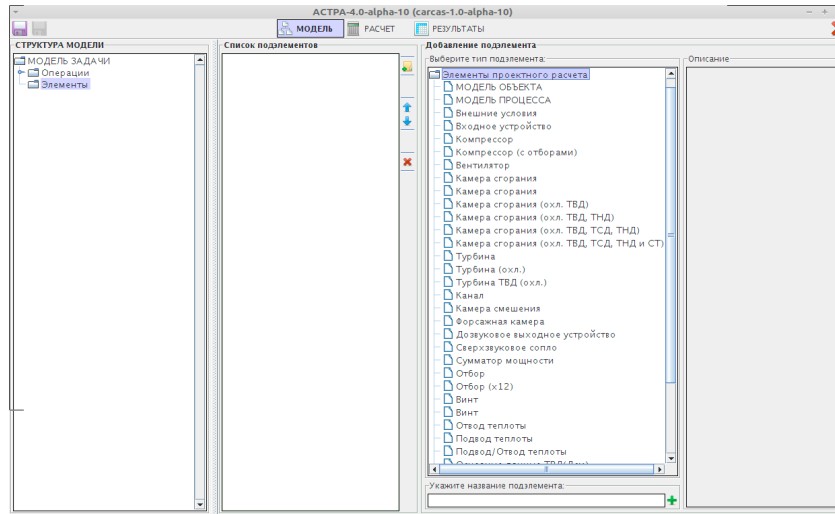 АСТРА-4.0-alpha-10 (carcas-1.0-alpha-10)
МОДЕЛЬ РАСЧЕТ РЕЗУЛЬТАТЫ
СТРУКТУРА МОДЕЛИ
МОДЕЛЬ ЗАДАЧИ
Операции
Элементы
Список подэлементов
Добавление подэлемента
Выберите тип подэлемента:
Элементы проектного расчета
МОДЕЛЬ ОБЪЕКТА
МОДЕЛЬ ПРОЦЕССА
Внешние условия
Входное устройство
Компрессор
Компрессор (с отборами)
Вентилятор
Камера сгорания
Камера сгорания
Камера сгорания (охл. ТВД)
Камера сгорания (охл. ТВД, ТНД)
Камера сгорания (охл. ТВД, ТСД, ТНД)
Камера сгорания (охл. ТВД, ТСД, ТНД и СТ)
Турбина
Турбина (охл.)
Турбина ТВД (охл.)
Канал
Камера смешения
Форсажная камера
Дозвуковое выходное устройство
Сверхзвуковое сопло
Сумматор мощности
Отбор
Отбор (x12)
Винт
Винт
Отвод теплоты
Подвод теплоты
Подвод/Отвод теплоты
Укажите название подэлемента:
Описание